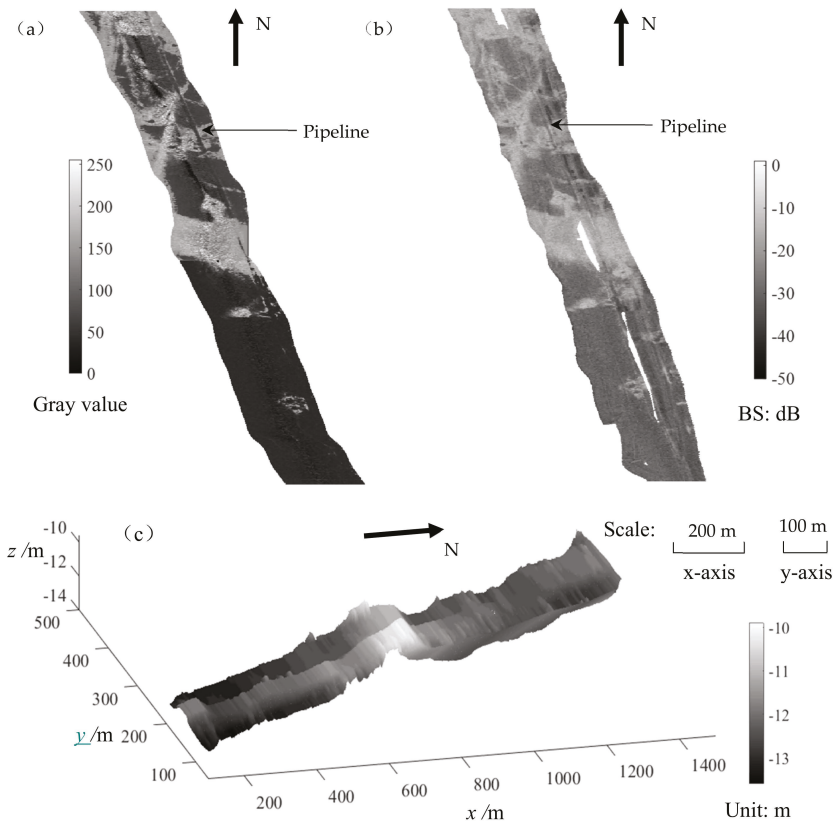 (a)
N
Pipeline
250
200
150
100
50
0
Gray value
(b)
N
Pipeline
0
-10
-20
-30
-40
-50
BS: dB
(c)
N
Scale:
200 m
100 m
x-axis
y-axis
z /m
-10
-12
-14
500
400
300
200
100
y /m
200
400
600
800
1000
1200
1400
x /m
-10
-11
-12
-13
Unit: m